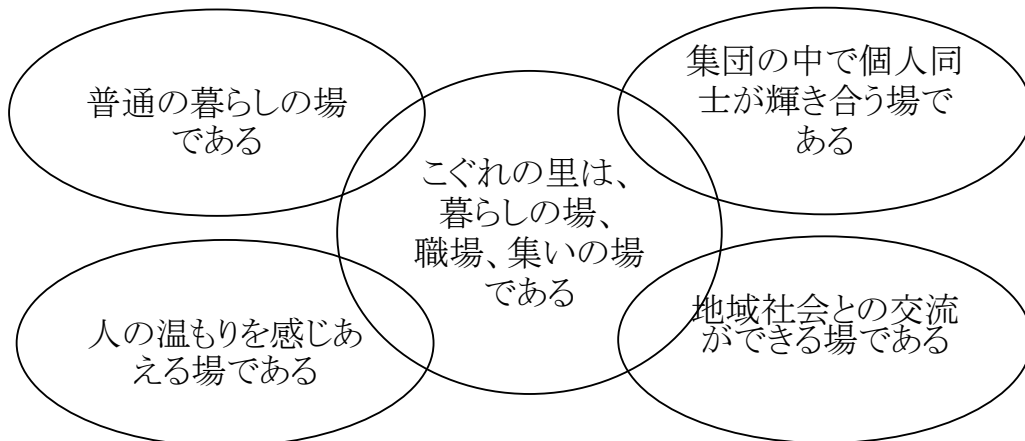 普通の暮らしの場
である
集団の中で個人同
士が輝き合う場で
ある
こぐれの里は、
暮らしの場、
職場、集いの場
である
人の温もりを感じあ
える場である
地域社会との交流
ができる場である